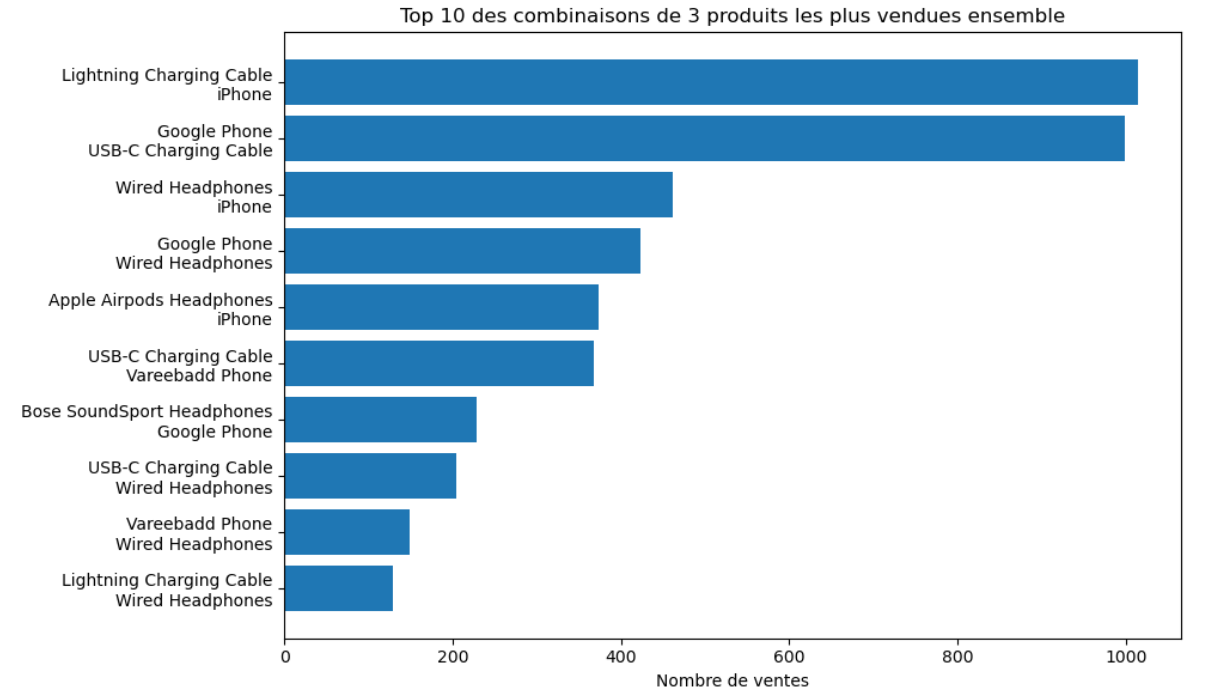 Top 10 des combinaisons de 3 produits les plus vendues ensemble
Lightning Charging Cable
iPhone
Google Phone
USB-C Charging Cable
Wired Headphones
iPhone
Google Phone
Wired Headphones
Apple Airpods Headphones
iPhone
USB-C Charging Cable
Vareebadd Phone
Bose SoundSport Headphones
Google Phone
USB-C Charging Cable
Wired Headphones
Vareebadd Phone
Wired Headphones
Lightning Charging Cable
Wired Headphones
0 200 400 600 800 1000
Nombre de ventes